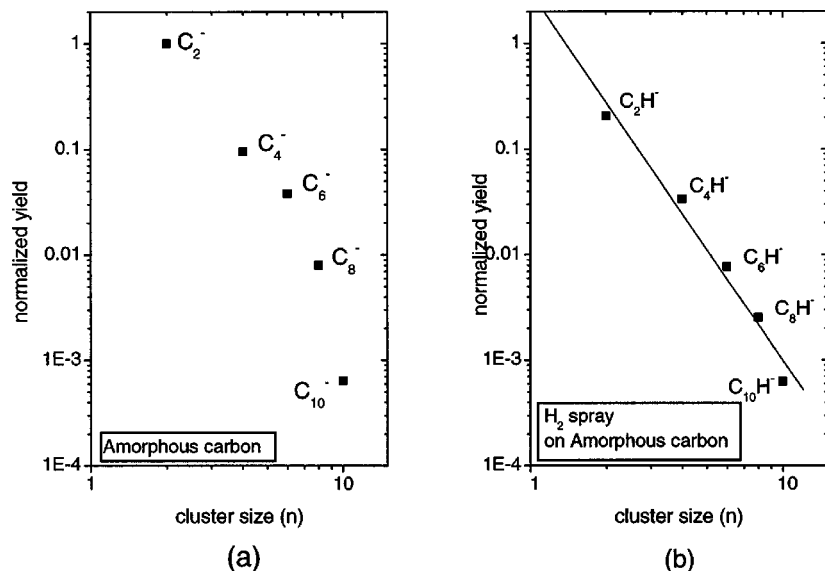 1
0.1
0.01
1E-3
1E-4
normalized yield
C₂⁻
C₄⁻
C₆⁻
C₈⁻
C₁₀⁻
Amorphous carbon
1
10
cluster size (n)
(a)
1
0.1
0.01
1E-3
1E-4
normalized yield
C₂H⁻
C₄H⁻
C₆H⁻
C₈H⁻
C₁₀H⁻
H₂ spray
on Amorphous carbon
1
10
cluster size (n)
(b)